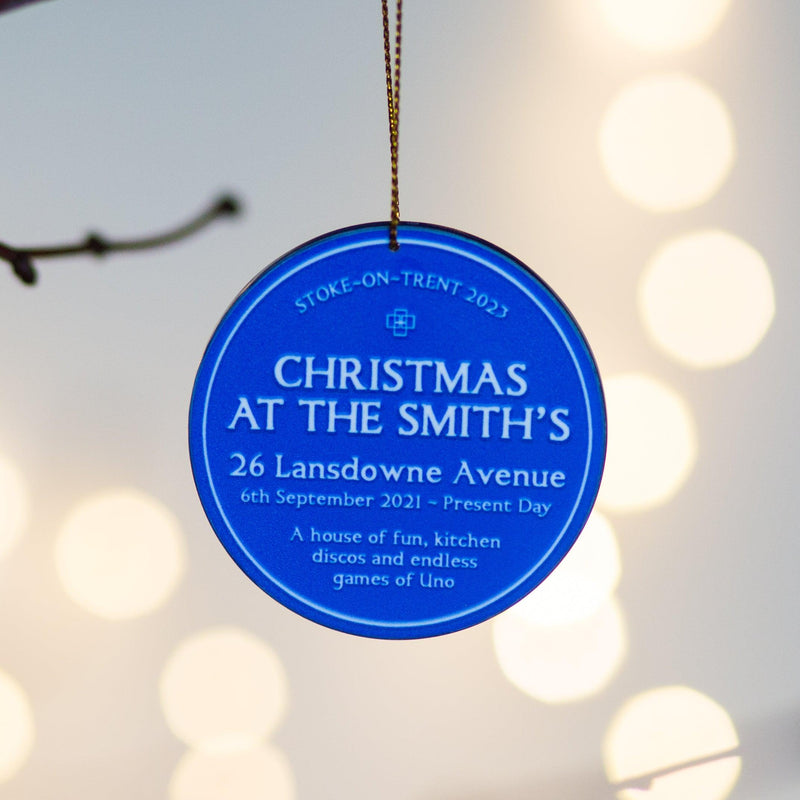 STOKE~ON~TRENT 2023
CHRISTMAS
AT THE SMITH'S
26 Lansdowne Avenue
6th September 2021 ~ Present Day
A house of fun, kitchen
discos and endless
games of Uno